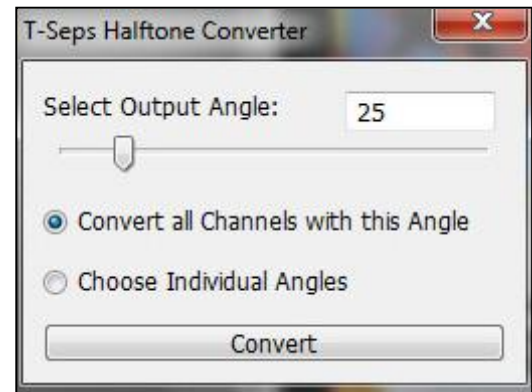 T-Seps Halftone Converter
Select Output Angle: 25
Convert all Channels with this Angle
Choose Individual Angles
Convert